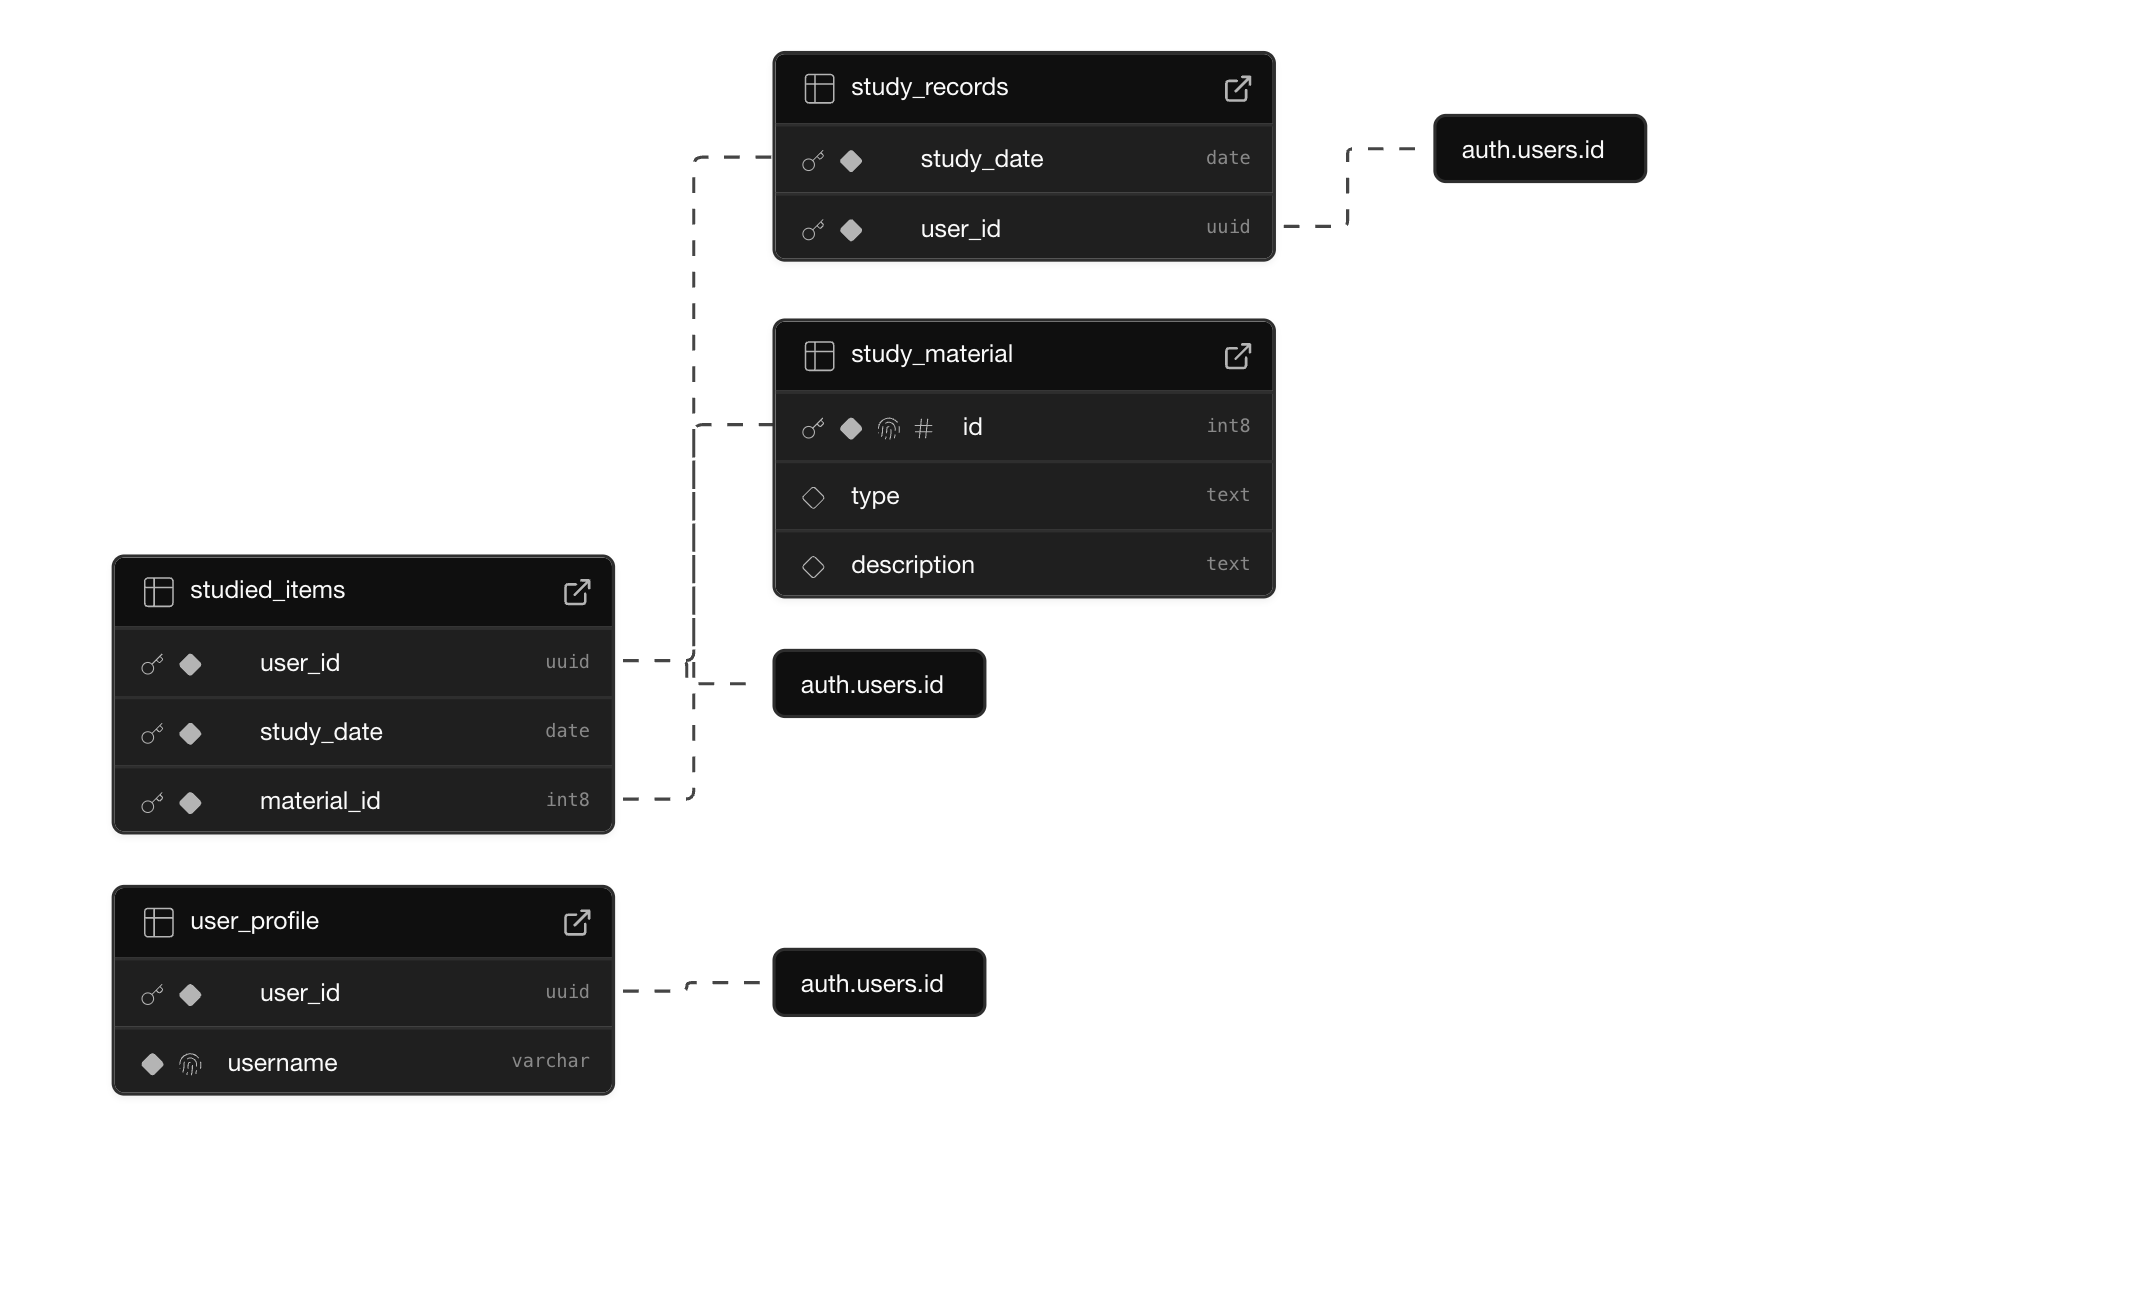 study_records
study_date date
user_id uuid
auth.users.id
study_material
id int8
type text
description text
studied_items
user_id uuid
study_date date
material_id int8
auth.users.id
user_profile
user_id uuid
username varchar
auth.users.id